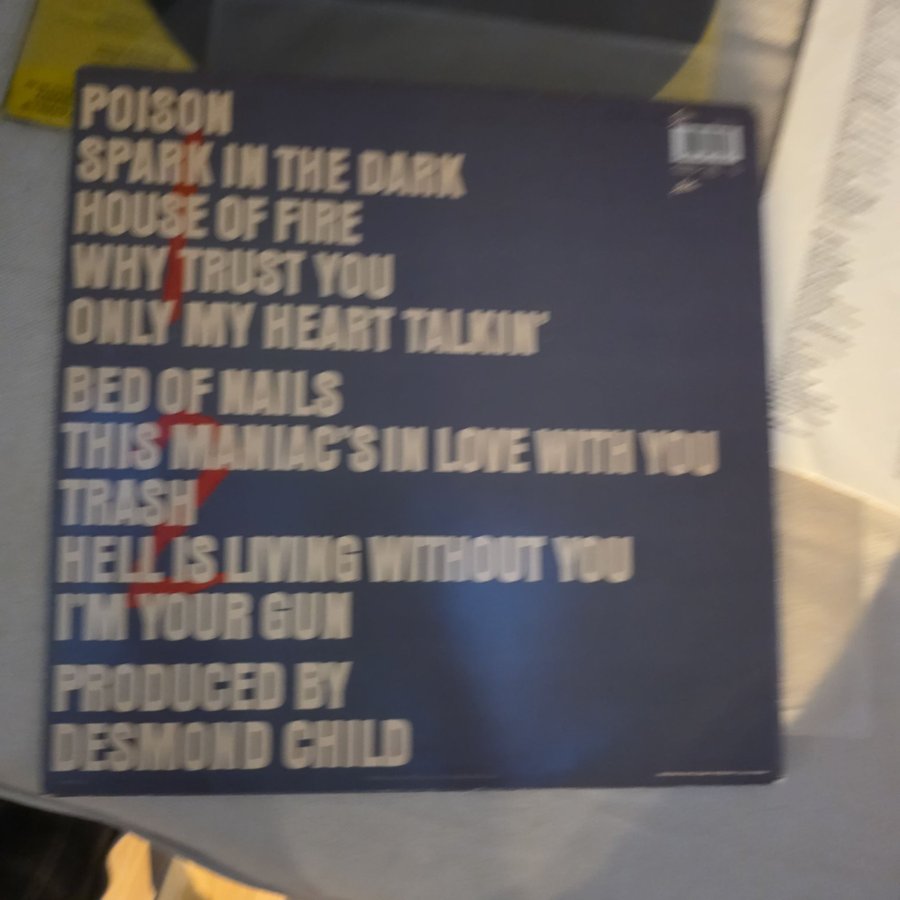 POISON
SPARK IN THE DARK
HOUSE OF FIRE
WHY TRUST YOU
ONLY MY HEART TALKIN'
BED OF NAILS
THIS MANIAC'S IN LOVE WITH YOU
TRASH
HELL IS LIVING WITHOUT YOU
I'M YOUR GUN
PRODUCED BY
DESMOND CHILD